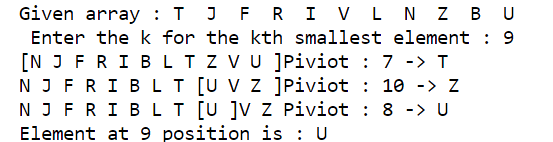 Given array : T J F R I V L N Z B U
Enter the k for the kth smallest element : 9
[N J F R I B L T Z V U ]Piviot : 7 -> T
N J F R I B L T [U V Z ]Piviot : 10 -> Z
N J F R I B L T [U ]V Z Piviot : 8 -> U
Element at 9 position is : U